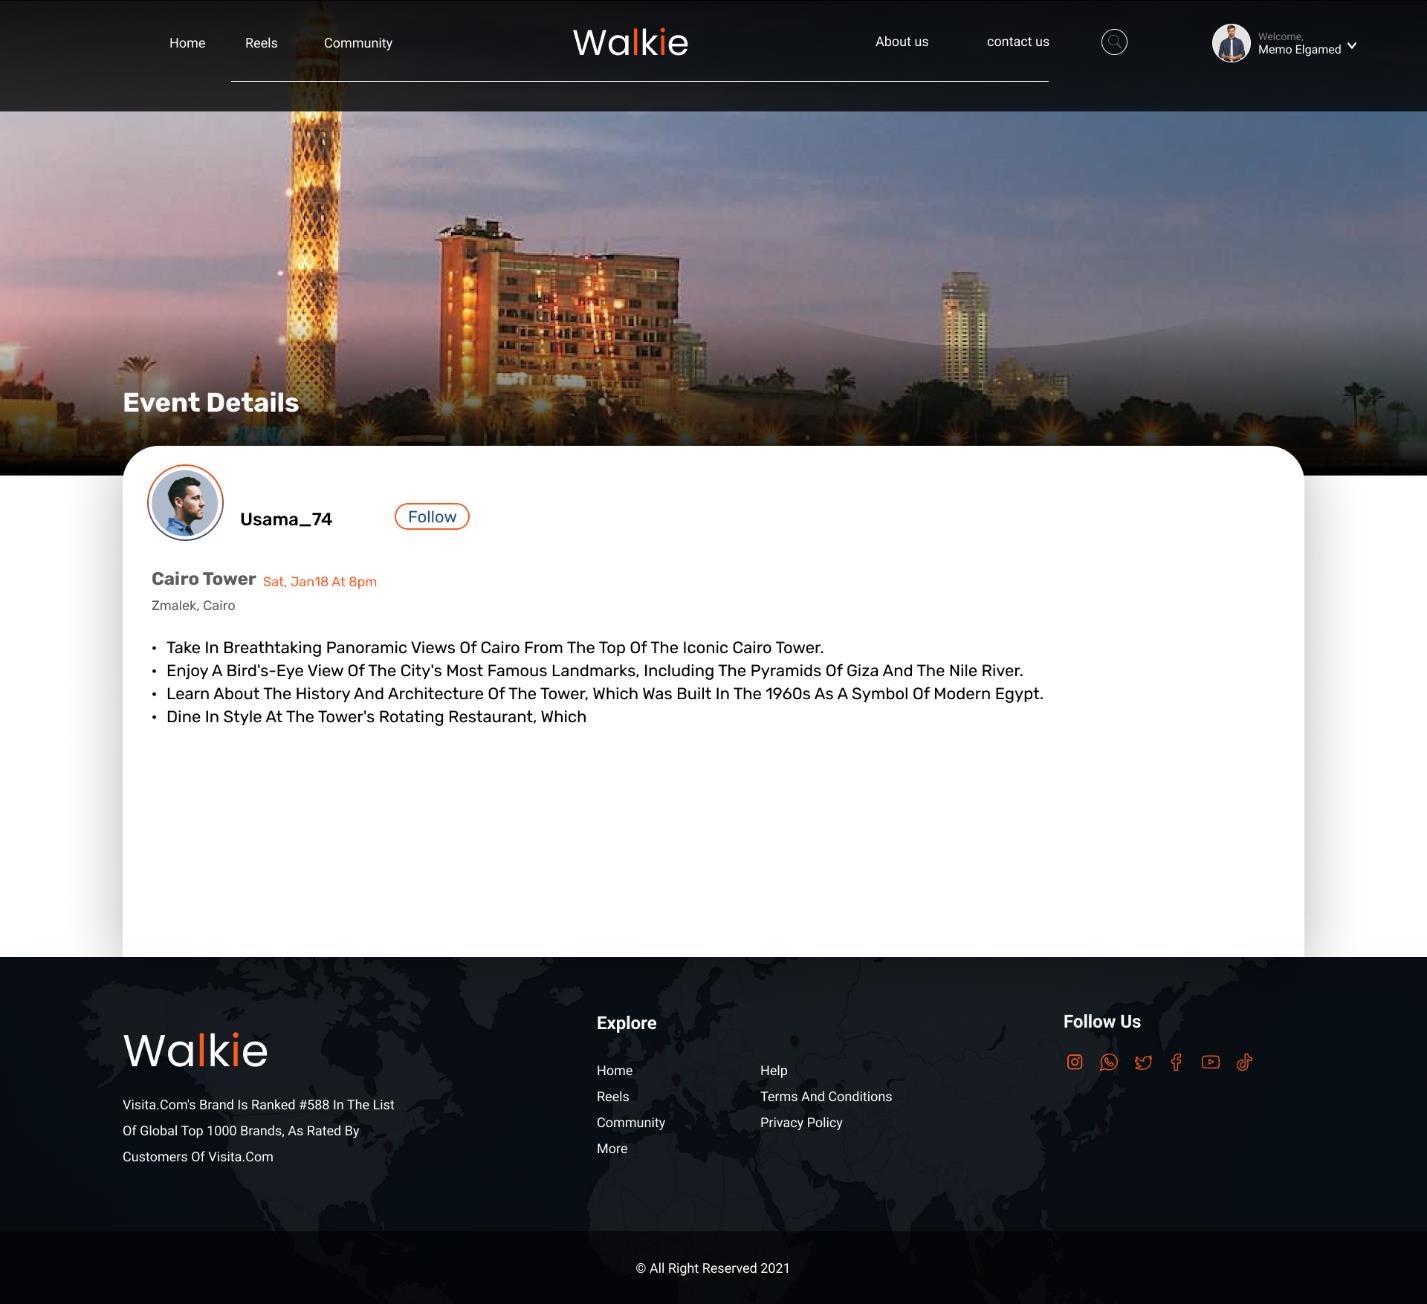 Home
Reels
Community
Walkie
About us
contact us
Welcome,
Memo Elgamed
Event Details
Usama_74
Follow
Cairo Tower Sat, Jan18 At 8pm
Zmalek, Cairo
• Take In Breathtaking Panoramic Views Of Cairo From The Top Of The Iconic Cairo Tower.
• Enjoy A Bird's-Eye View Of The City's Most Famous Landmarks, Including The Pyramids Of Giza And The Nile River.
• Learn About The History And Architecture Of The Tower, Which Was Built In The 1960s As A Symbol Of Modern Egypt.
• Dine In Style At The Tower's Rotating Restaurant, Which
Walkie
Visita.Com's Brand Is Ranked #588 In The List
Of Global Top 1000 Brands, As Rated By
Customers Of Visita.Com
Explore
Home
Reels
Community
More
Help
Terms And Conditions
Privacy Policy
Follow Us
© All Right Reserved 2021